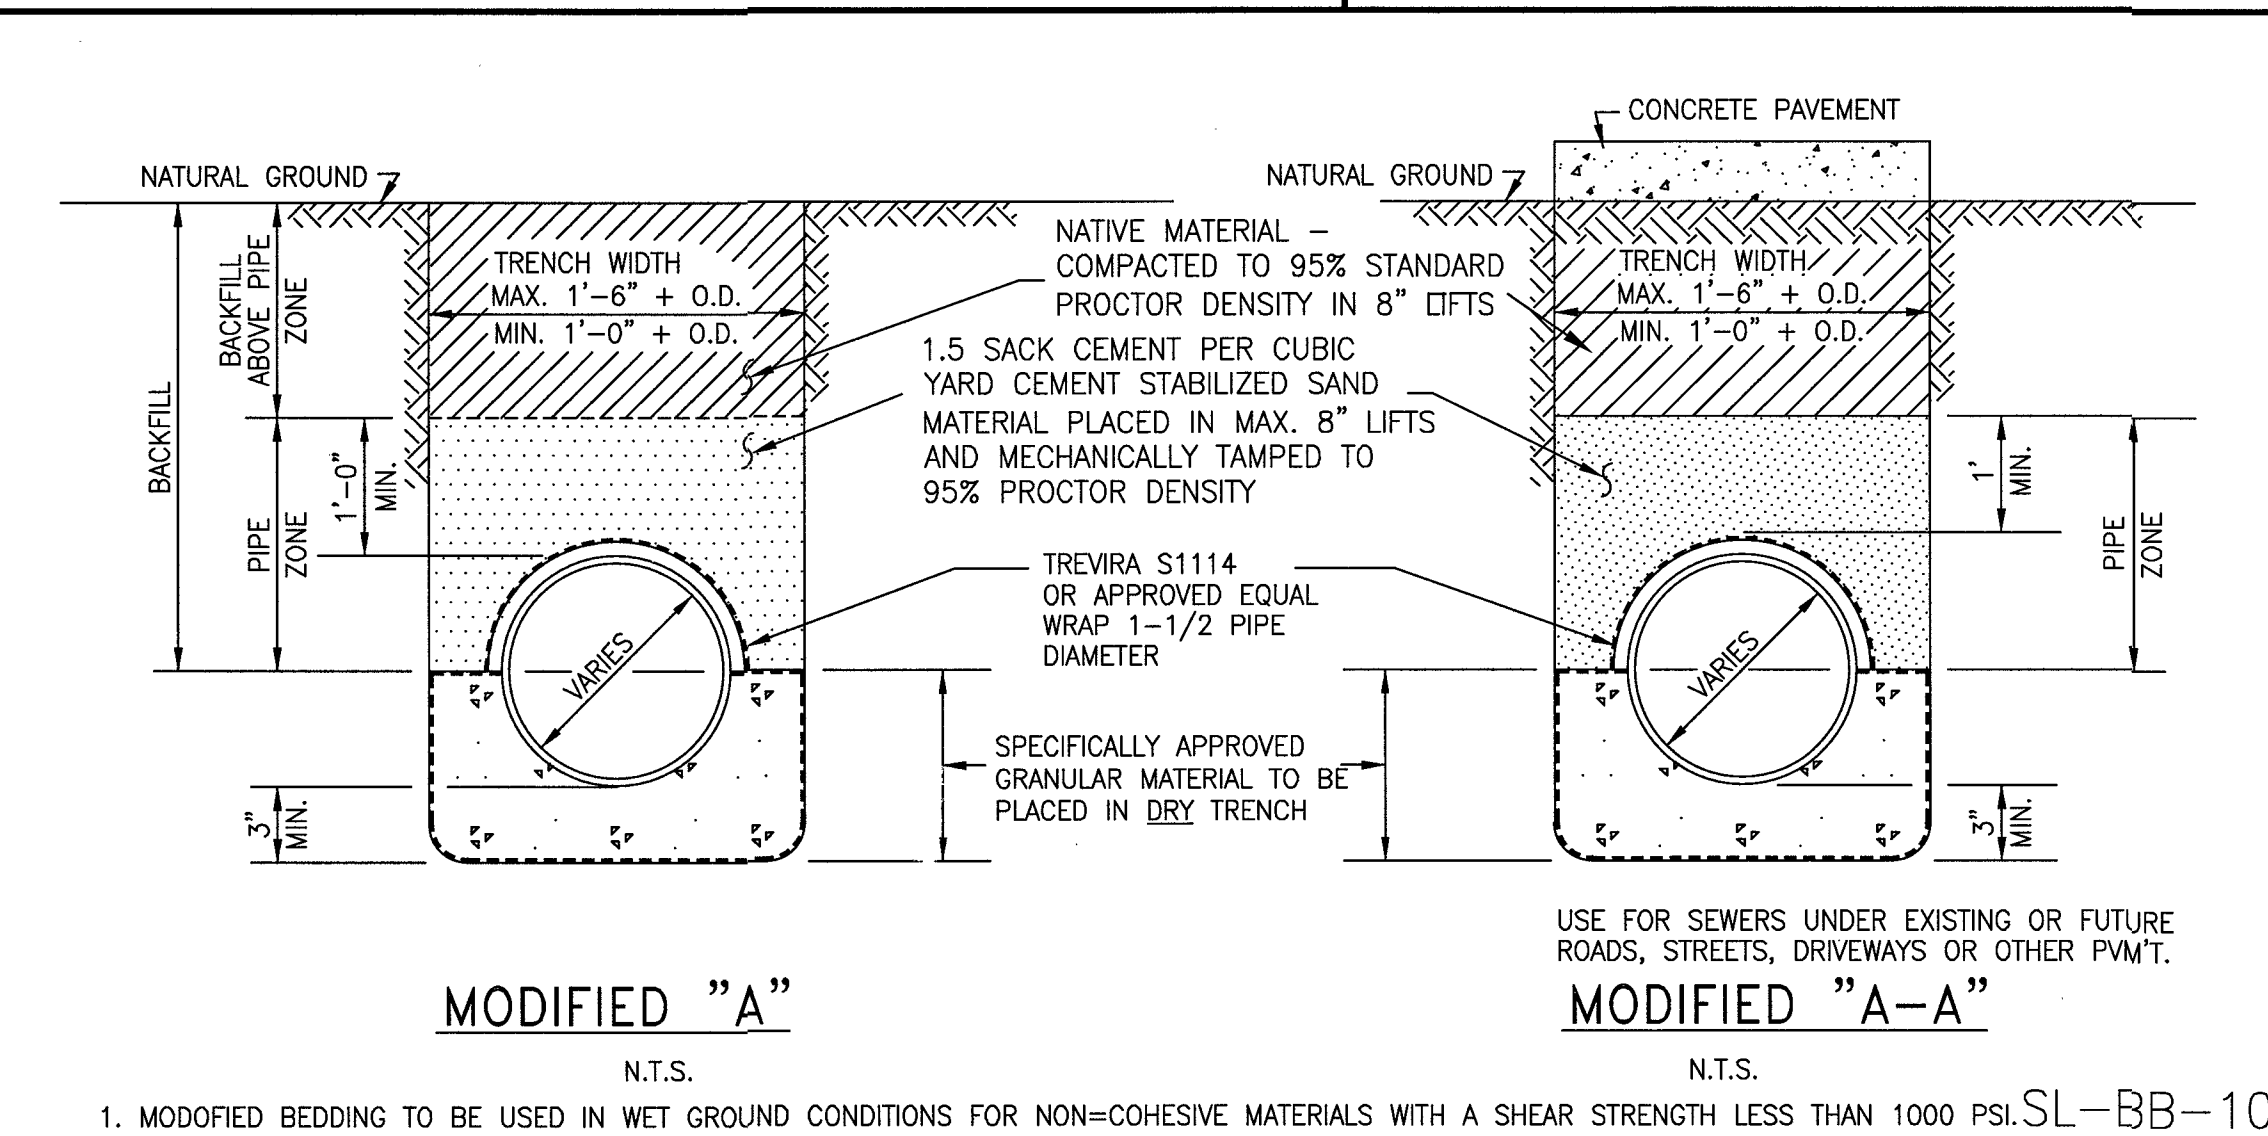 CONCRETE PAVEMENT
NATURAL GROUND
NATURAL GROUND
BACKFILL
BACKFILL
ABOVE PIPE
ZONE
PIPE
ZONE
1'-0"
MIN.
3"
MIN.
TRENCH WIDTH
MAX. 1'-6" + O.D.
MIN. 1'-0" + O.D.
VARIES
NATIVE MATERIAL -
COMPACTED TO 95% STANDARD
PROCTOR DENSITY IN 8" LIFTS
1.5 SACK CEMENT PER CUBIC
YARD CEMENT STABILIZED SAND
MATERIAL PLACED IN MAX. 8" LIFTS
AND MECHANICALLY TAMPED TO
95% PROCTOR DENSITY
TREVIRA S1114
OR APPROVED EQUAL
WRAP 1-1/2 PIPE
DIAMETER
SPECIFICALLY APPROVED
GRANULAR MATERIAL TO BE
PLACED IN DRY TRENCH
TRENCH WIDTH
MAX. 1'-6" + O.D.
MIN. 1'-0" + O.D.
VARIES
1'
MIN.
PIPE
ZONE
3"
MIN.
USE FOR SEWERS UNDER EXISTING OR FUTURE
ROADS, STREETS, DRIVEWAYS OR OTHER PVM'T.
MODIFIED "A"
N.T.S.
MODIFIED "A-A"
N.T.S.
1. MODOFIED BEDDING TO BE USED IN WET GROUND CONDITIONS FOR NON=COHESIVE MATERIALS WITH A SHEAR STRENGTH LESS THAN 1000 PSI.
SL-BB-10